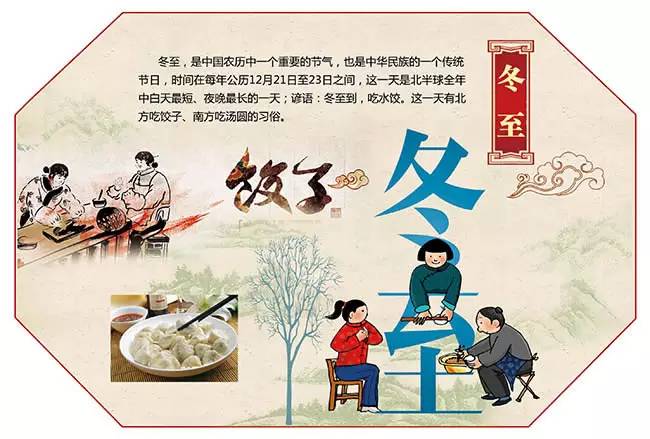 冬至，是中国农历中一个重要的节气，也是中华民族的一个传统
节日，时间在每年公历12月21日至23日之间，这一天是北半球全年
中白天最短、夜晚最长的一天；谚语：冬至到，吃水饺。这一天有北
方吃饺子、南方吃汤圆的习俗。
冬至
饺子
冬至